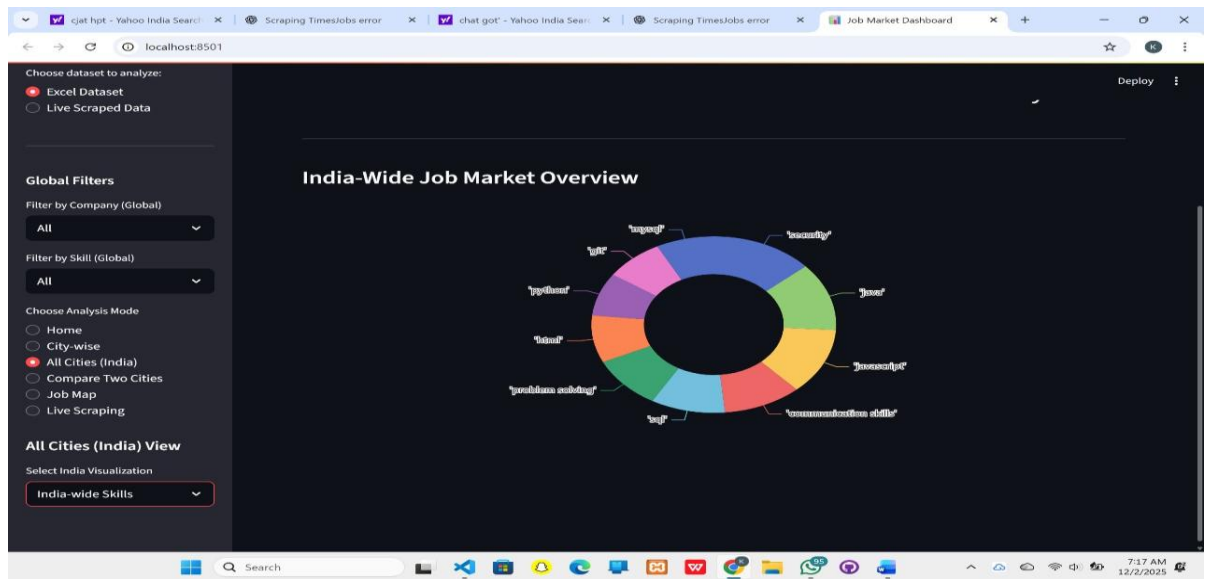 cjat hpt - Yahoo India Search
Scraping TimesJobs error
chat got' - Yahoo India Sear
Scraping TimesJobs error
Job Market Dashboard
localhost:8501
K
Deploy
Choose dataset to analyze:
Excel Dataset
Live Scraped Data
Global Filters
Filter by Company (Global)
All
Filter by Skill (Global)
All
Choose Analysis Mode
Home
City-wise
All Cities (India)
Compare Two Cities
Job Map
Live Scraping
All Cities (India) View
Select India Visualization
India-wide Skills
India-Wide Job Market Overview
'mysql'
'security'
'git'
'python'
'java'
'html'
'javascript'
'problem solving'
'communication skills'
'sql'
Search
95
7:17 AM
12/2/2025